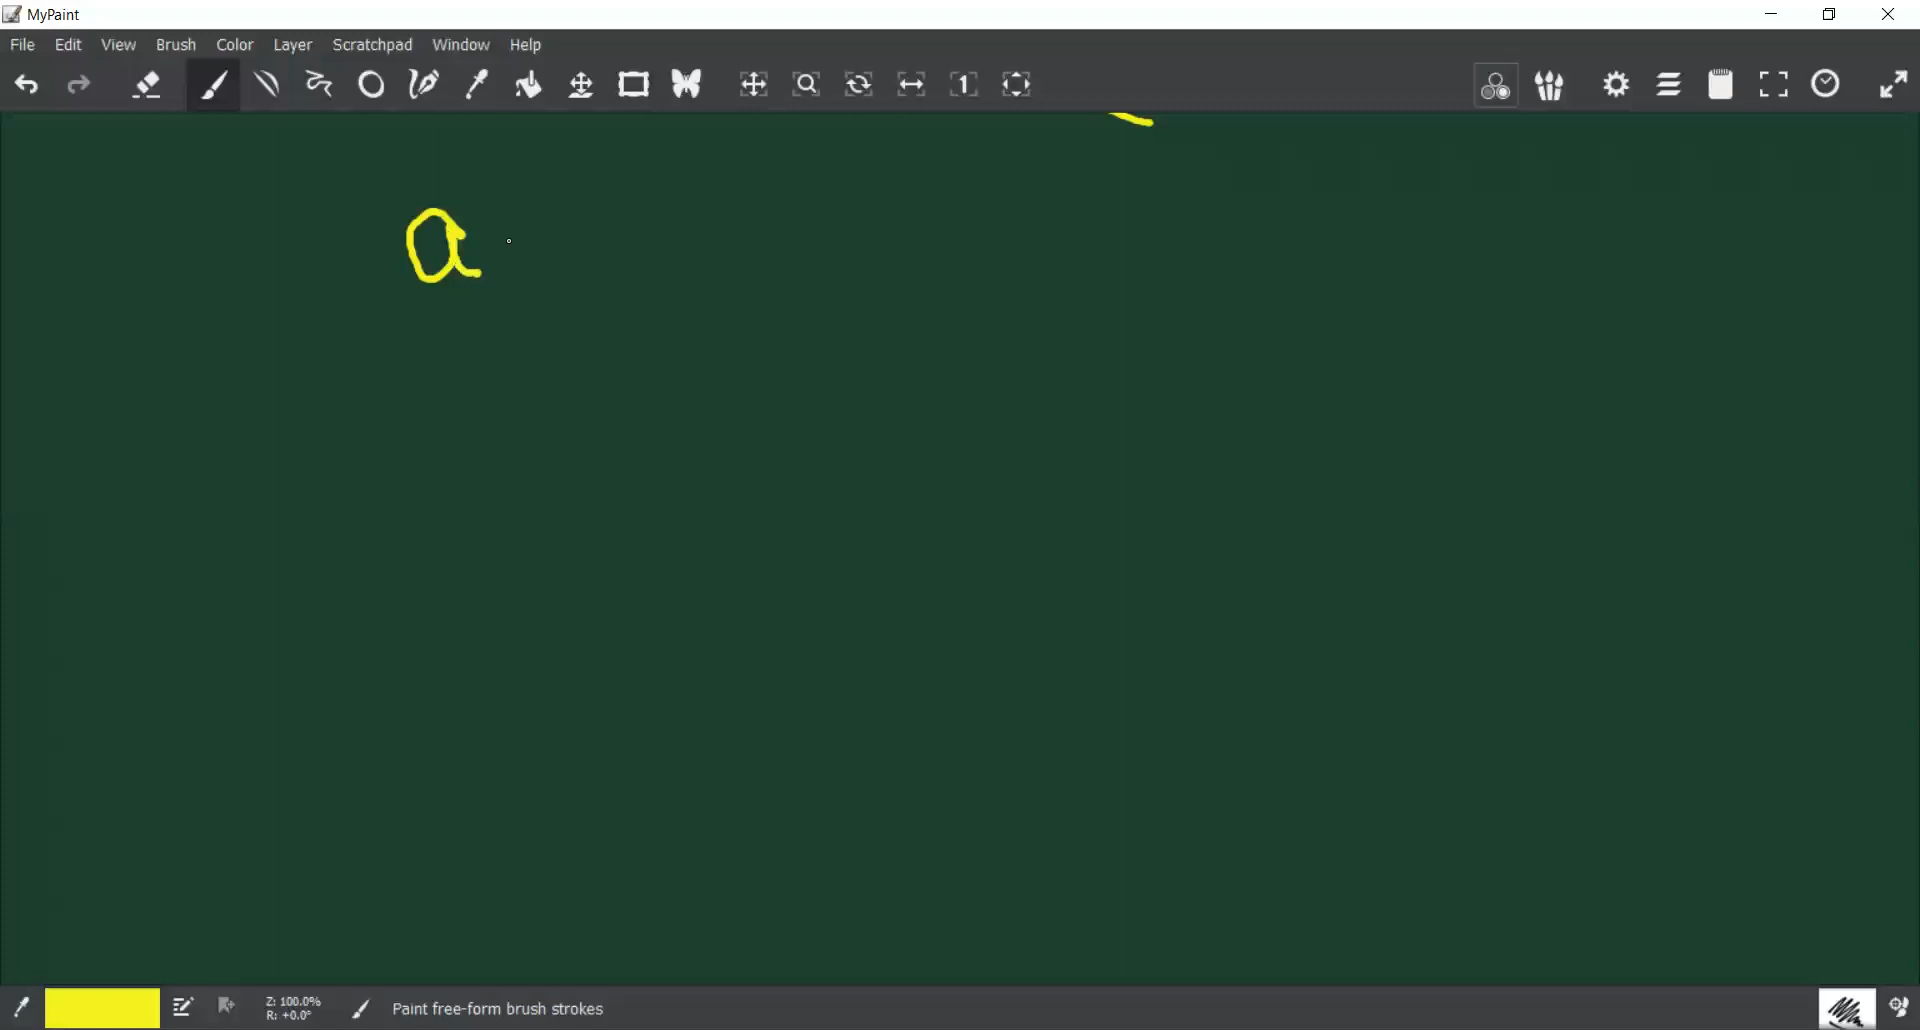 MyPaint
File Edit View Brush Color Layer Scratchpad Window Help
1
a
Z: 100.0%
R: +0.0°
Paint free-form brush strokes